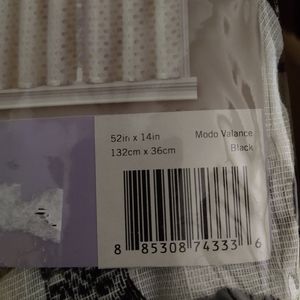 52in x 14in Modo Valance
132cm x 36cm Black
8 85308 74333 6